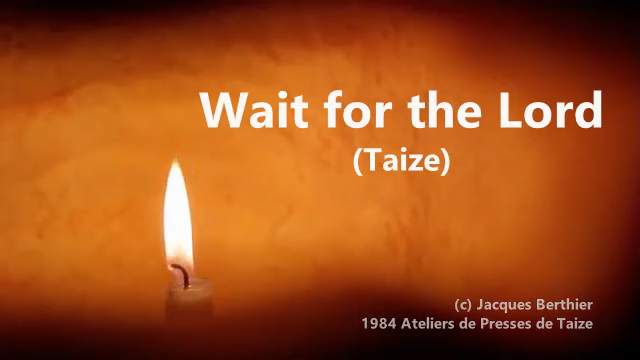 Wait for the Lord
(Taize)
(c) Jacques Berthier
1984 Ateliers de Presses de Taize